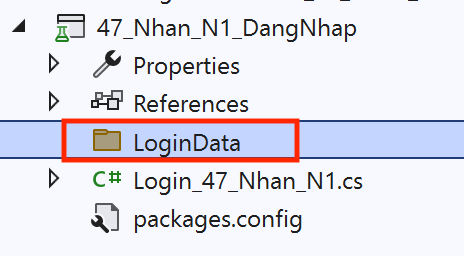 47_Nhan_N1_DangNhap
Properties
References
LoginData
C# Login_47_Nhan_N1.cs
packages.config